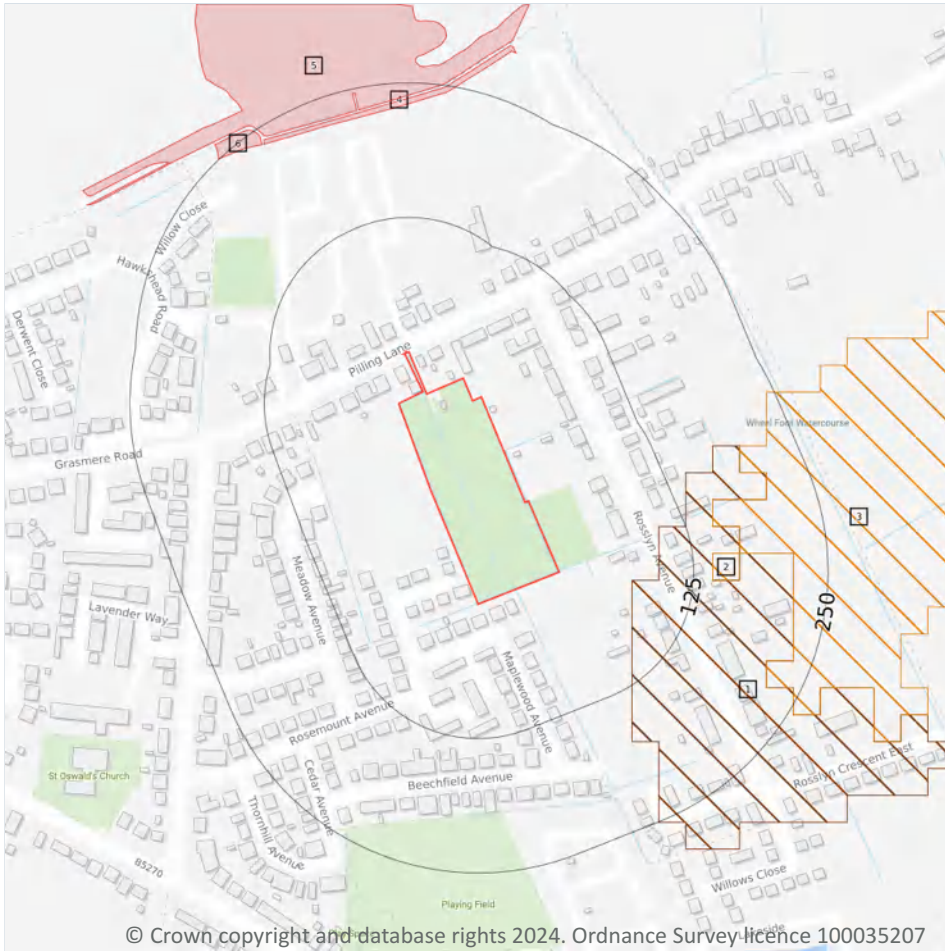 5
4
6
Willow Close
Hawkshead Road
Derwent Close
Pilling Lane
Wheel Foot Watercourse
Grasmere Road
3
Rosslyn Avenue
2
125
250
Meadow Avenue
Lavender Way
1
Maplewood Avenue
Rosemount Avenue
Rosslyn Crescent East
St Oswald's Church
Cedar Avenue
Beechfield Avenue
Thornhill Avenue
B5270
Willows Close
Playing Field
© Crown copyright and database rights 2024. Ordnance Survey licence 100035207